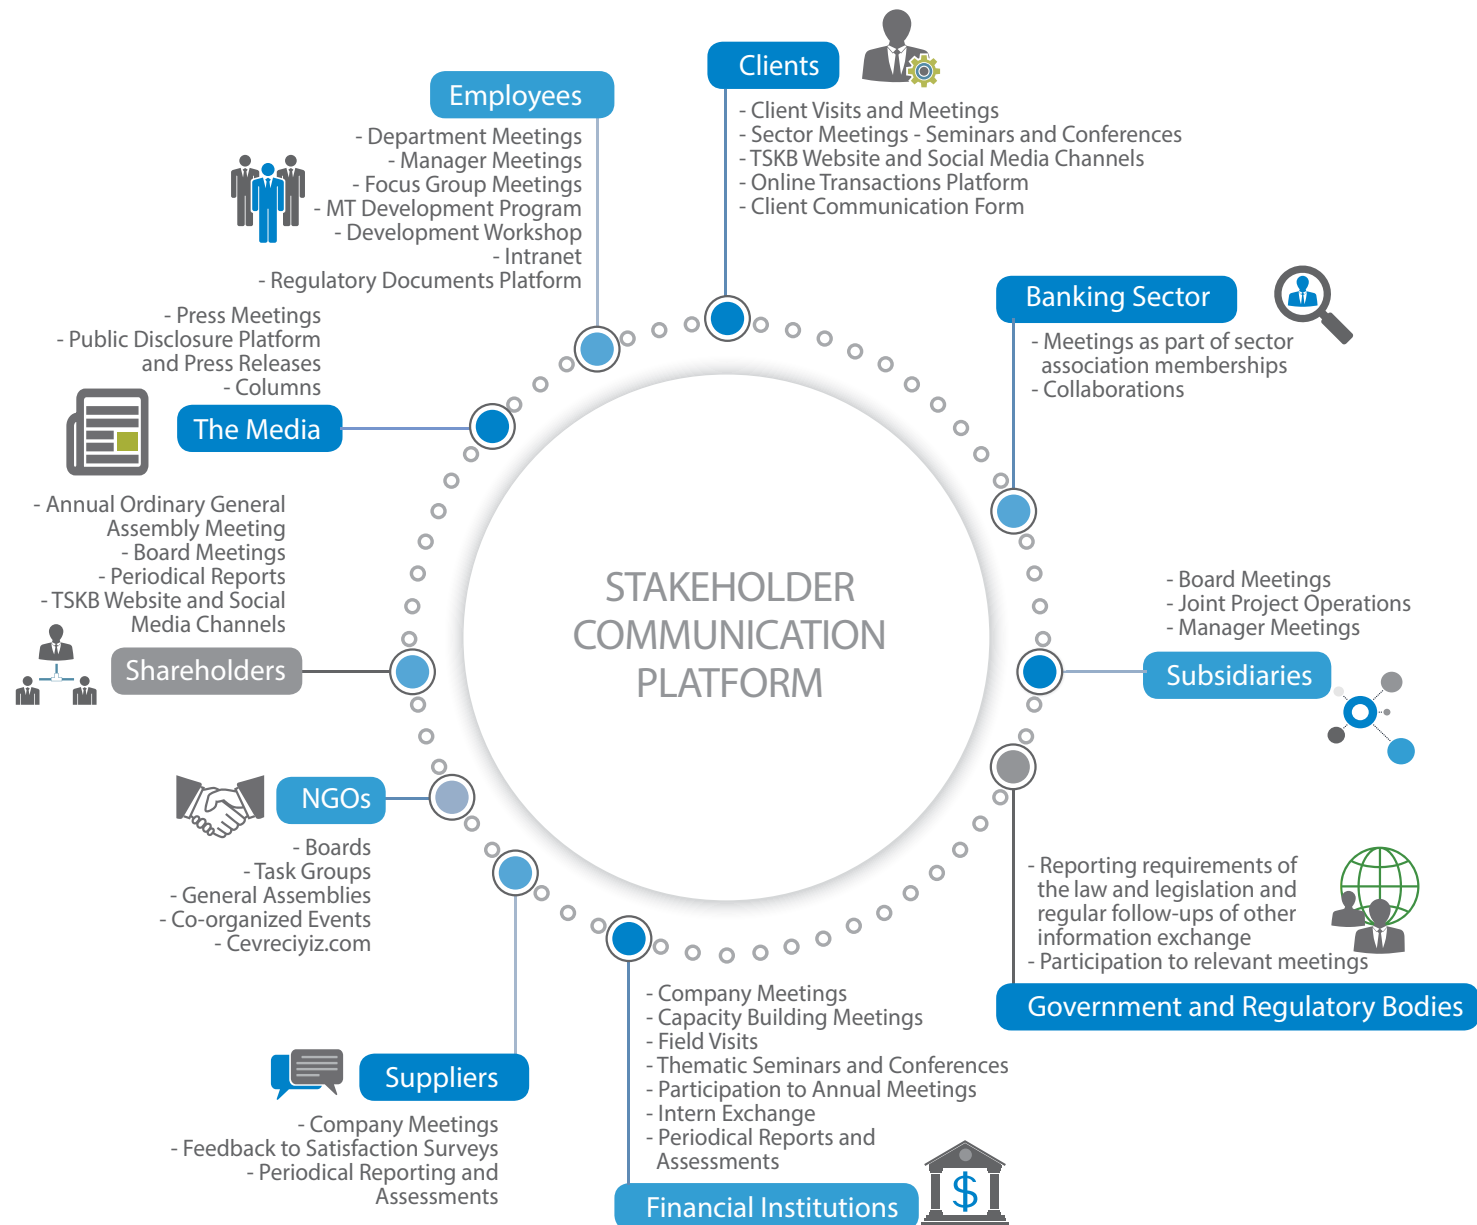 Clients
- Client Visits and Meetings
- Sector Meetings - Seminars and Conferences
- TSKB Website and Social Media Channels
- Online Transactions Platform
- Client Communication Form
Employees
- Department Meetings
- Manager Meetings
- Focus Group Meetings
- MT Development Program
- Development Workshop
- Intranet
- Regulatory Documents Platform
Banking Sector
- Meetings as part of sector
association memberships
- Collaborations
- Press Meetings
- Public Disclosure Platform
and Press Releases
- Columns
The Media
- Annual Ordinary General
Assembly Meeting
- Board Meetings
- Periodical Reports
- TSKB Website and Social
Media Channels
Shareholders
STAKEHOLDER
COMMUNICATION
PLATFORM
- Board Meetings
- Joint Project Operations
- Manager Meetings
Subsidiaries
NGOs
- Boards
- Task Groups
- General Assemblies
- Co-organized Events
- Cevreciyiz.com
- Reporting requirements of
the law and legislation and
regular follow-ups of other
information exchange
- Participation to relevant meetings
Government and Regulatory Bodies
Suppliers
- Company Meetings
- Feedback to Satisfaction Surveys
- Periodical Reporting and
Assessments
- Company Meetings
- Capacity Building Meetings
- Field Visits
- Thematic Seminars and Conferences
- Participation to Annual Meetings
- Intern Exchange
- Periodical Reports and
Assessments
Financial Institutions
$